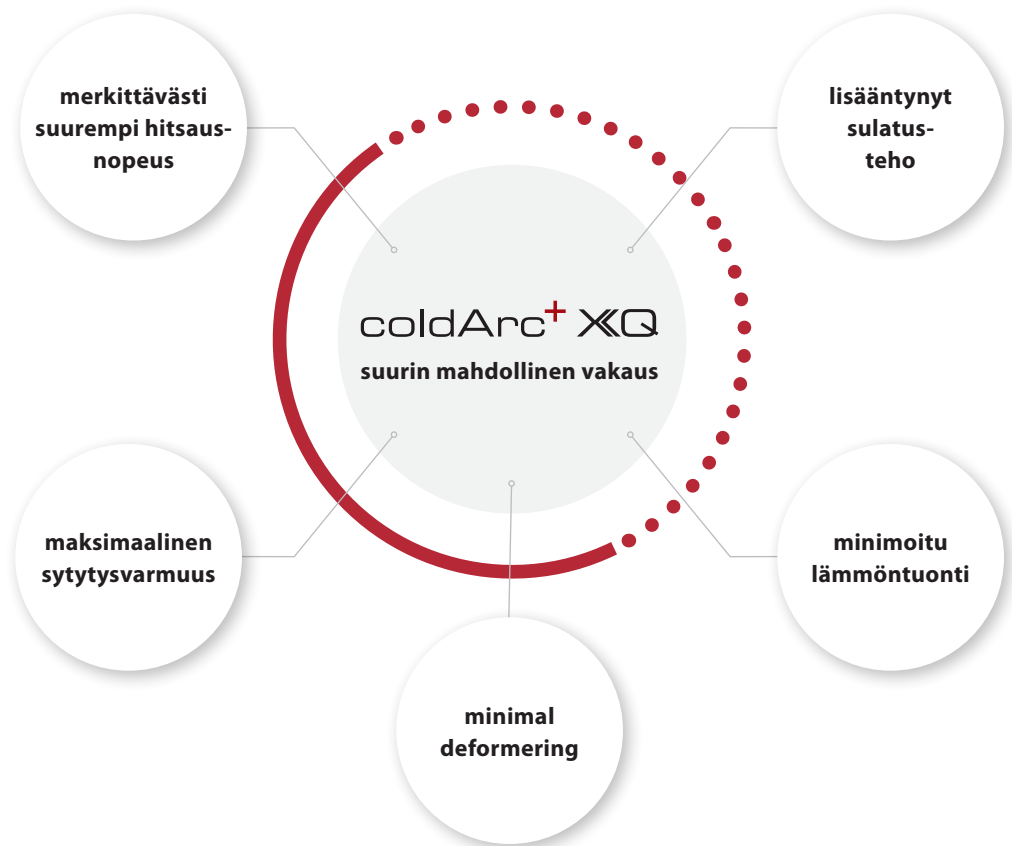 merkittävästi
suurempi hitsaus-
nopeus
lisääntynyt
sulatus-
teho
coldArc+ XQ
suurin mahdollinen vakaus
maksimaalinen
sytytysvarmuus
minimoitu
lämmöntuonti
minimal
deformering